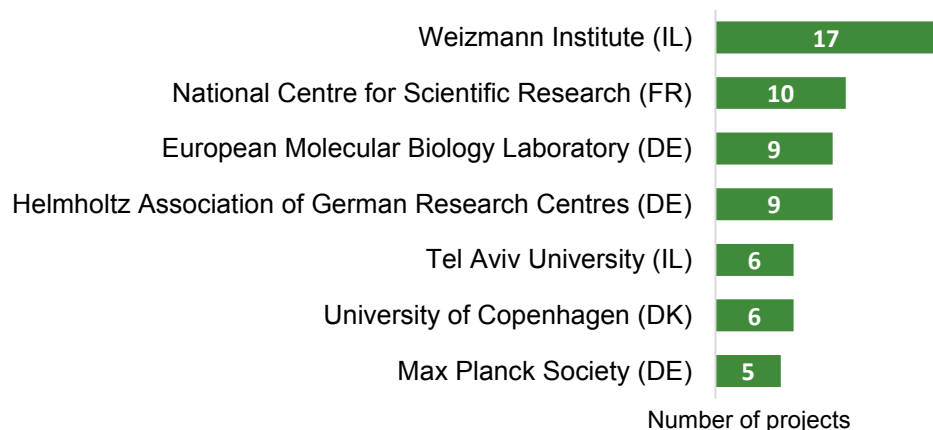 Weizmann Institute (IL) 17
National Centre for Scientific Research (FR) 10
European Molecular Biology Laboratory (DE) 9
Helmholtz Association of German Research Centres (DE) 9
Tel Aviv University (IL) 6
University of Copenhagen (DK) 6
Max Planck Society (DE) 5
Number of projects